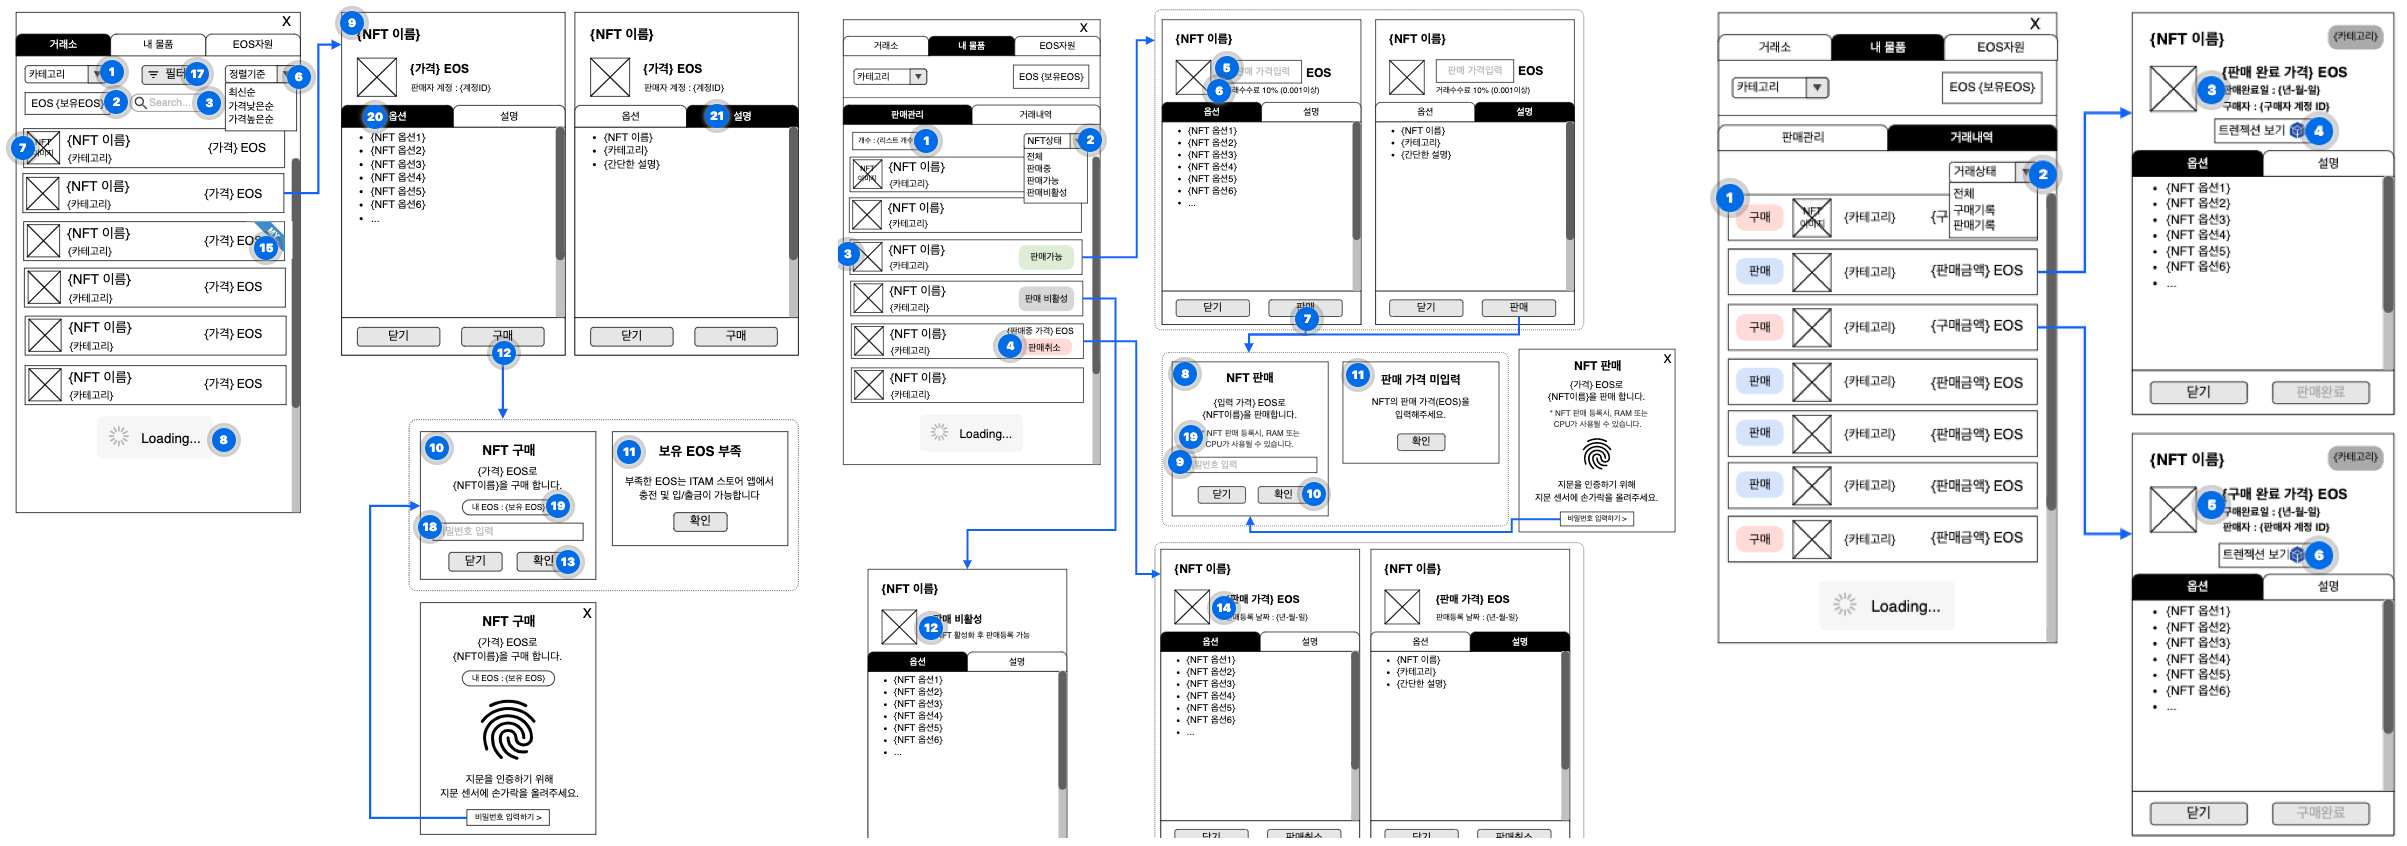 X
거래소
내 물품
EOS자원
카테고리
1
17
정렬기준
6
EOS {보유EOS}
2
Search...
3
최신순
가격낮은순
가격높은순
7
{NFT 이름}
{카테고리}
{가격} EOS
{NFT 이름}
{카테고리}
{가격} EOS
{NFT 이름}
{카테고리}
{가격} EOS
MY
15
{NFT 이름}
{카테고리}
{가격} EOS
{NFT 이름}
{카테고리}
{가격} EOS
{NFT 이름}
{카테고리}
{가격} EOS
Loading...
8
9
{NFT 이름}
{가격} EOS
판매자 계정 : {계정ID}
20
옵션
설명
• {NFT 옵션1}
• {NFT 옵션2}
• {NFT 옵션3}
• {NFT 옵션4}
• {NFT 옵션5}
• {NFT 옵션6}
• ...
닫기
구매
12
{NFT 이름}
{가격} EOS
판매자 계정 : {계정ID}
옵션
21
설명
• {NFT 이름}
• {카테고리}
• {간단한 설명}
닫기
구매
10
NFT 구매
{가격} EOS로
{NFT이름}을 구매 합니다.
내 EOS : {보유 EOS}
19
18
비밀번호 입력
닫기
확인
13
11
보유 EOS 부족
부족한 EOS는 ITAM 스토어 앱에서
충전 및 입/출금이 가능합니다
확인
X
NFT 구매
{가격} EOS로
{NFT이름}을 구매 합니다.
내 EOS : {보유 EOS}
지문을 인증하기 위해
지문 센서에 손가락을 올려주세요.
비밀번호 입력하기 >
X
거래소
내 물품
EOS자원
카테고리
EOS {보유EOS}
판매관리
거래내역
개수 : {리스트 개수}
1
NFT상태
2
전체
판매중
판매가능
판매비활성
NFT
이미지
{NFT 이름}
{카테고리}
{NFT 이름}
{카테고리}
3
{NFT 이름}
{카테고리}
판매가능
{NFT 이름}
{카테고리}
판매 비활성
{NFT 이름}
{카테고리}
{판매중 가격} EOS
4
판매취소
{NFT 이름}
{카테고리}
Loading...
{NFT 이름}
5
판매 가격입력
EOS
6
거래수수료 10% (0.001이상)
옵션
설명
• {NFT 옵션1}
• {NFT 옵션2}
• {NFT 옵션3}
• {NFT 옵션4}
• {NFT 옵션5}
• {NFT 옵션6}
• ...
닫기
판매
7
{NFT 이름}
판매 가격입력
EOS
거래수수료 10% (0.001이상)
옵션
설명
• {NFT 이름}
• {카테고리}
• {간단한 설명}
닫기
판매
8
NFT 판매
{입력 가격} EOS로
{NFT이름}을 판매합니다.
19
* NFT 판매 등록시, RAM 또는
CPU가 사용될 수 있습니다.
9
비밀번호 입력
닫기
확인
10
11
판매 가격 미입력
NFT의 판매 가격(EOS)을
입력해주세요.
확인
X
NFT 판매
{가격} EOS로
{NFT이름}을 판매 합니다.
* NFT 판매 등록시, RAM 또는
CPU가 사용될 수 있습니다.
지문을 인증하기 위해
지문 센서에 손가락을 올려주세요.
비밀번호 입력하기 >
{NFT 이름}
판매 비활성
12
NFT 활성화 후 판매등록 가능
옵션
설명
• {NFT 옵션1}
• {NFT 옵션2}
• {NFT 옵션3}
• {NFT 옵션4}
• {NFT 옵션5}
• {NFT 옵션6}
• ...
{NFT 이름}
14
{판매 가격} EOS
판매등록 날짜 : {년-월-일}
옵션
설명
• {NFT 옵션1}
• {NFT 옵션2}
• {NFT 옵션3}
• {NFT 옵션4}
• {NFT 옵션5}
• {NFT 옵션6}
• ...
닫기
판매취소
{NFT 이름}
{판매 가격} EOS
판매등록 날짜 : {년-월-일}
옵션
설명
• {NFT 이름}
• {카테고리}
• {간단한 설명}
닫기
판매취소
X
거래소
내 물품
EOS자원
카테고리
EOS {보유EOS}
판매관리
거래내역
거래상태
2
전체
구매기록
판매기록
1
구매
NFT
이미지
{카테고리}
판매
{카테고리}
{판매금액} EOS
구매
{카테고리}
{구매금액} EOS
판매
{카테고리}
{판매금액} EOS
판매
{카테고리}
{판매금액} EOS
판매
{카테고리}
{판매금액} EOS
구매
{카테고리}
{판매금액} EOS
Loading...
{NFT 이름}
{카테고리}
{판매 완료 가격} EOS
3
판매완료일 : {년-월-일}
구매자 : {구매자 계정 ID}
트렌젝션 보기
4
옵션
설명
• {NFT 옵션1}
• {NFT 옵션2}
• {NFT 옵션3}
• {NFT 옵션4}
• {NFT 옵션5}
• {NFT 옵션6}
• ...
닫기
판매완료
{NFT 이름}
{카테고리}
{구매 완료 가격} EOS
5
구매완료일 : {년-월-일}
판매자 : {판매자 계정 ID}
트렌젝션 보기
6
옵션
설명
• {NFT 옵션1}
• {NFT 옵션2}
• {NFT 옵션3}
• {NFT 옵션4}
• {NFT 옵션5}
• {NFT 옵션6}
• ...
닫기
구매완료